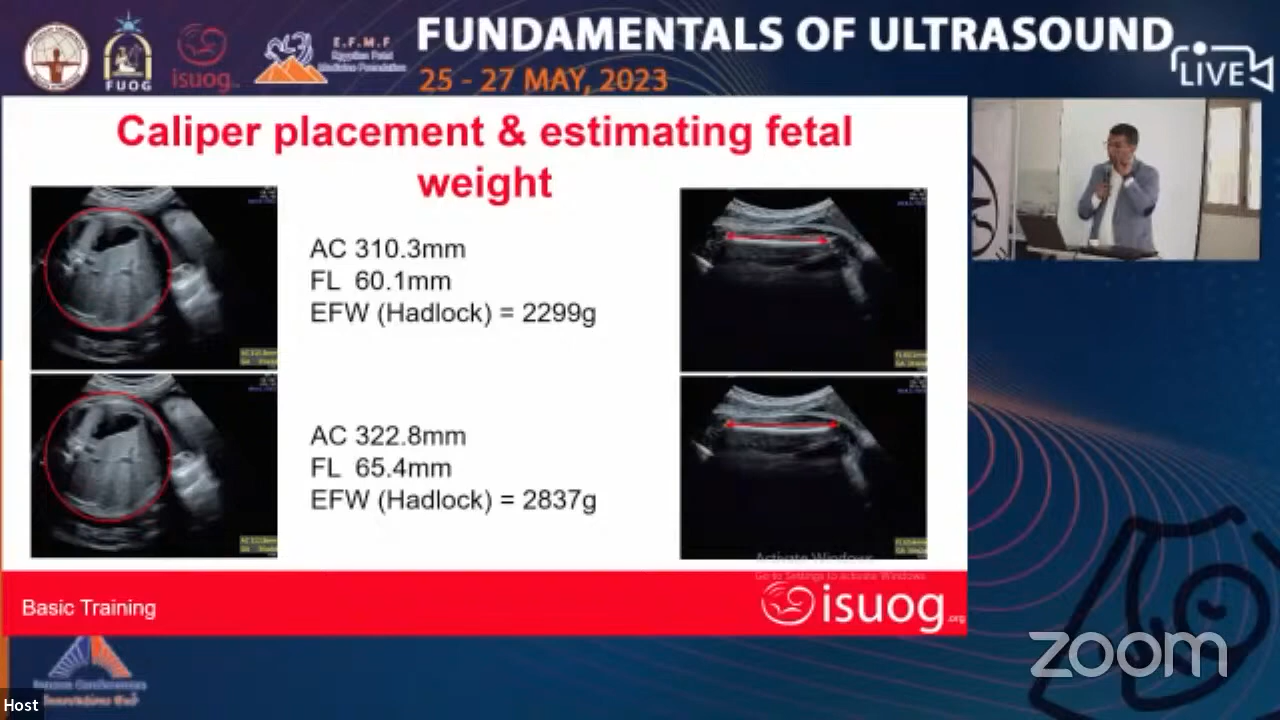 FUNDAMENTALS OF ULTRASOUND
LIVE
25 - 27 MAY, 2023
FUOG
isuog
E.F.M.F
Egyptian Fetal
Medicine Foundation
Caliper placement & estimating fetal
weight
AC 310.3mm
FL 60.1mm
EFW (Hadlock) = 2299g
AC 322.8mm
FL 65.4mm
EFW (Hadlock) = 2837g
Activate Windows
Go to Settings to activate Windows.
Basic Training
isuog.org
zoom
Host